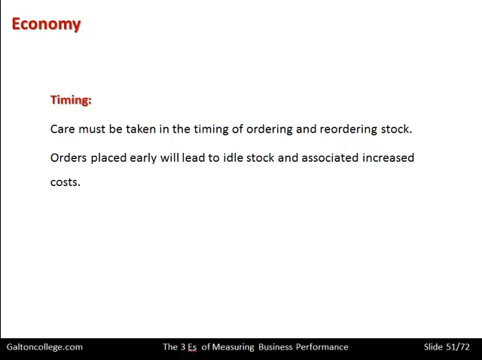 Economy
Timing:
Care must be taken in the timing of ordering and reordering stock.
Orders placed early will lead to idle stock and associated increased
costs.
Galtoncollege.com The 3 Es of Measuring Business Performance Slide 51/72